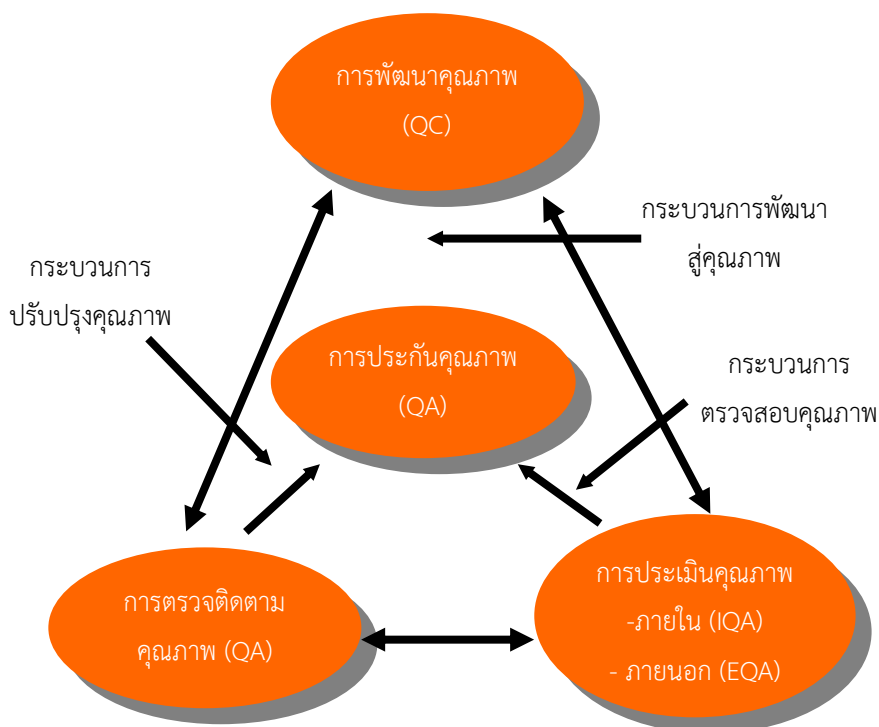 การพัฒนาคุณภาพ
(QC)
กระบวนการพัฒนา
สู่คุณภาพ
กระบวนการ
ปรับปรุงคุณภาพ
การประกันคุณภาพ
(QA)
กระบวนการ
ตรวจสอบคุณภาพ
การตรวจติดตาม
คุณภาพ (QA)
การประเมินคุณภาพ
-ภายใน (IQA)
- ภายนอก (EQA)